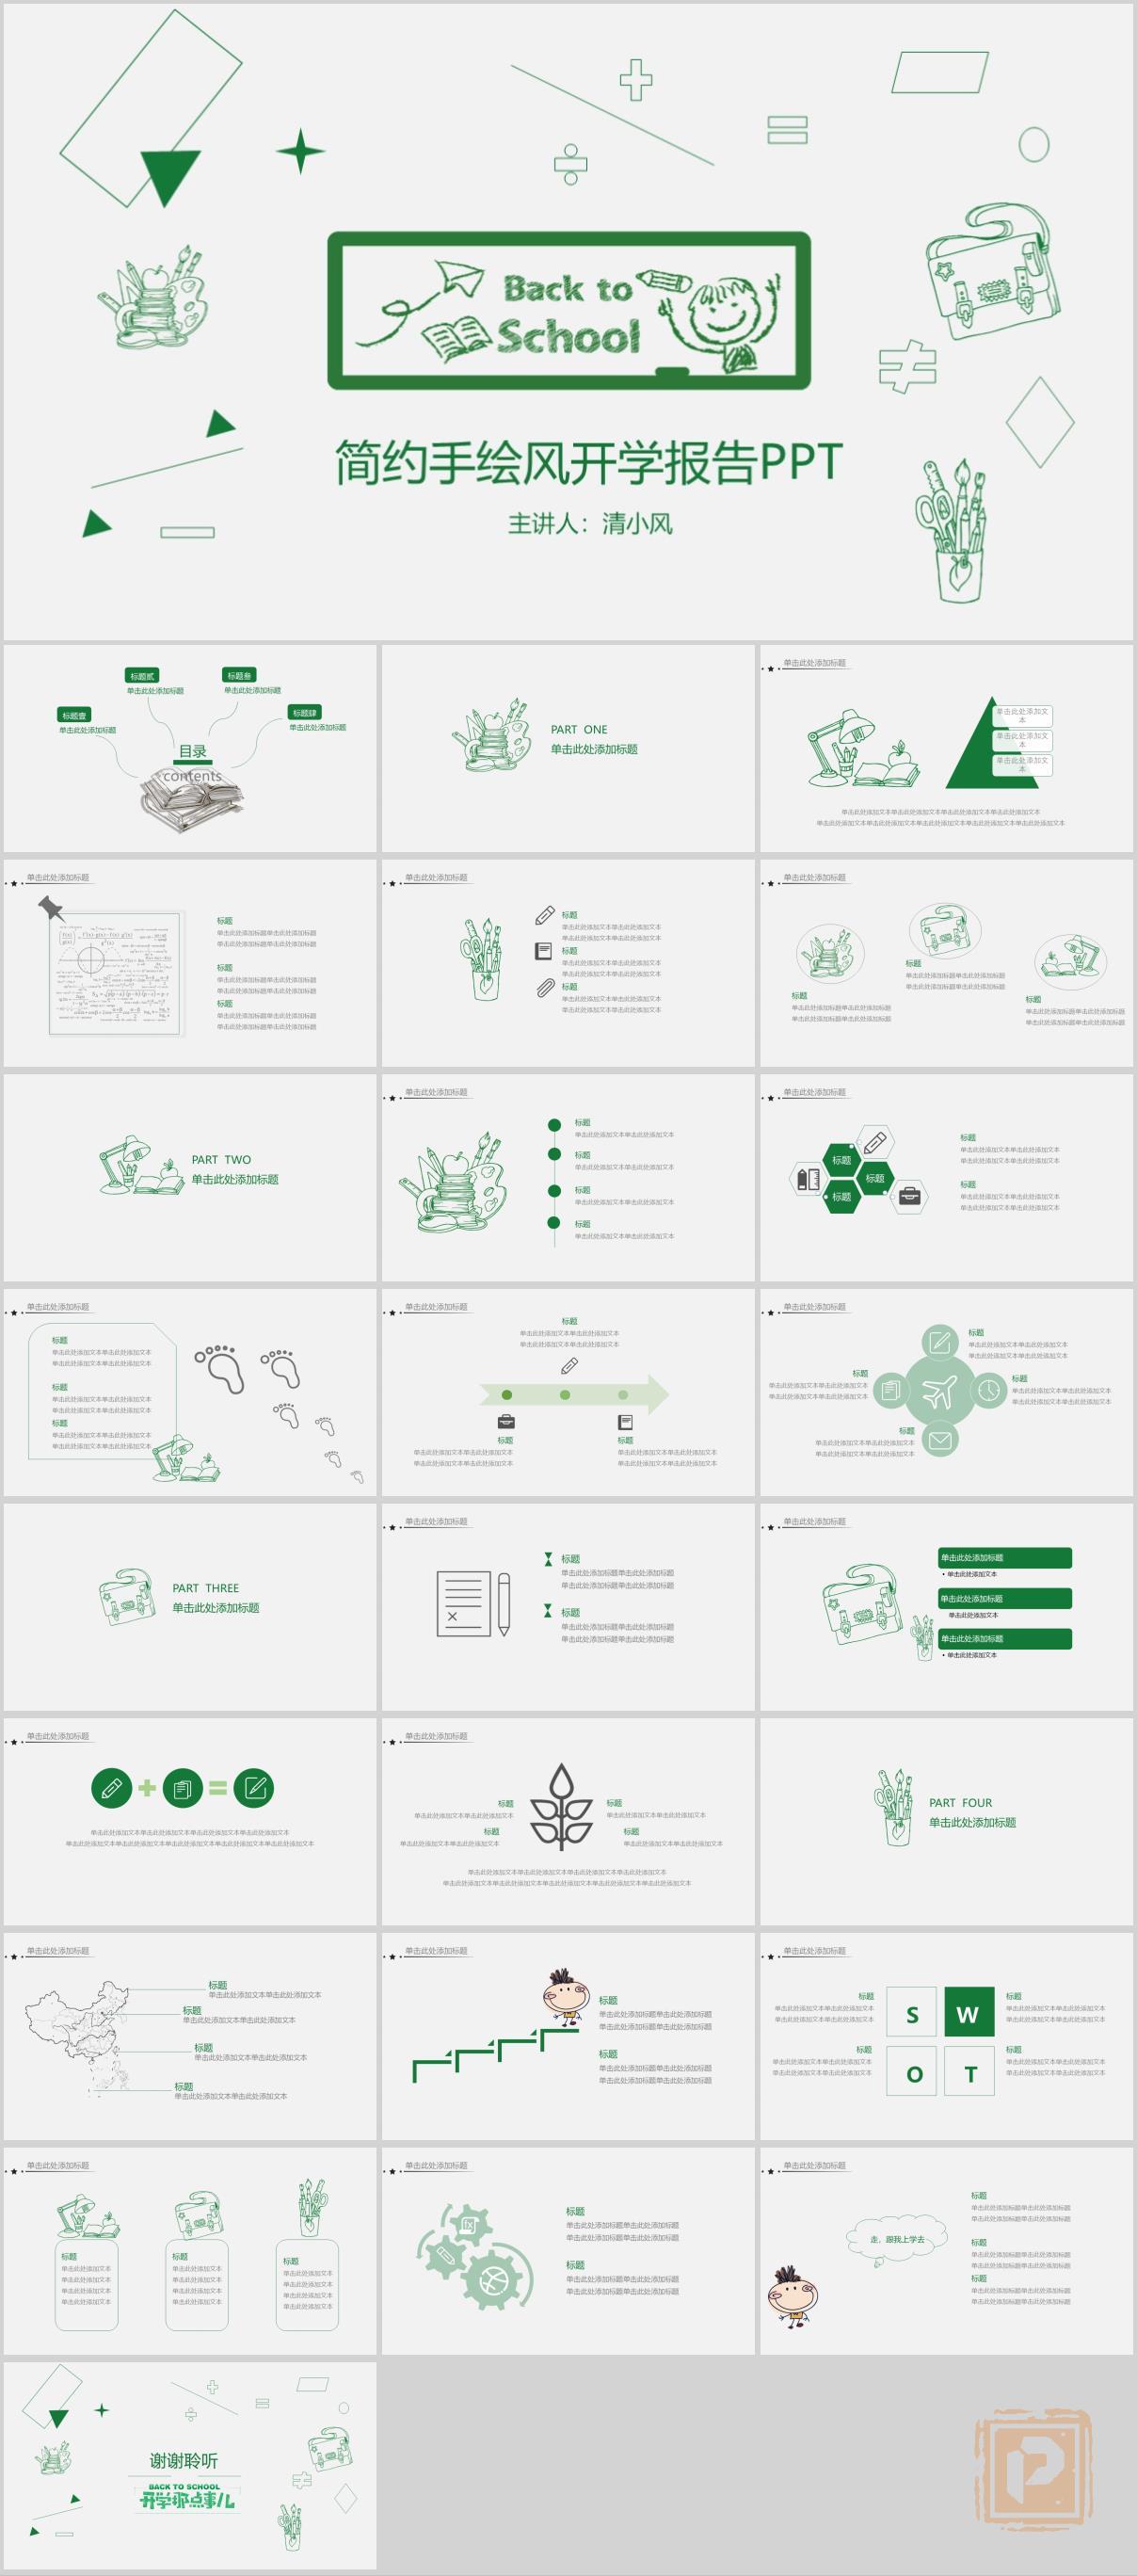 Back to
School
简约手绘风开学报告PPT
主讲人：清小风
标题贰
单击此处添加标题
标题叁
单击此处添加标题
标题壹
单击此处添加标题
标题肆
单击此处添加标题
目录
contents
PART ONE
单击此处添加标题
单击此处添加标题
单击此处添加文
本
单击此处添加文
本
单击此处添加文
本
单击此处添加文本单击此处添加文本单击此处添加文本单击此处添加文本
单击此处添加文本单击此处添加文本单击此处添加文本单击此处添加文本单击此处添加文本
单击此处添加标题
标题
单击此处添加标题单击此处添加标题
单击此处添加标题单击此处添加标题
标题
单击此处添加标题单击此处添加标题
单击此处添加标题单击此处添加标题
标题
单击此处添加标题单击此处添加标题
单击此处添加标题单击此处添加标题
单击此处添加标题
标题
单击此处添加文本单击此处添加文本
单击此处添加文本单击此处添加文本
标题
单击此处添加文本单击此处添加文本
单击此处添加文本单击此处添加文本
标题
单击此处添加文本单击此处添加文本
单击此处添加文本单击此处添加文本
单击此处添加标题
标题
单击此处添加标题单击此处添加标题
单击此处添加标题单击此处添加标题
标题
单击此处添加标题单击此处添加标题
单击此处添加标题单击此处添加标题
标题
单击此处添加标题单击此处添加标题
单击此处添加标题单击此处添加标题
PART TWO
单击此处添加标题
单击此处添加标题
标题
单击此处添加文本单击此处添加文本
标题
单击此处添加文本单击此处添加文本
标题
单击此处添加文本单击此处添加文本
标题
单击此处添加文本单击此处添加文本
单击此处添加标题
标题
标题
标题
标题
单击此处添加文本单击此处添加文本
单击此处添加文本单击此处添加文本
标题
单击此处添加文本单击此处添加文本
单击此处添加文本单击此处添加文本
单击此处添加标题
标题
单击此处添加文本单击此处添加文本
单击此处添加文本单击此处添加文本
标题
单击此处添加文本单击此处添加文本
单击此处添加文本单击此处添加文本
标题
单击此处添加文本单击此处添加文本
单击此处添加文本单击此处添加文本
单击此处添加标题
标题
单击此处添加文本单击此处添加文本
单击此处添加文本单击此处添加文本
标题
单击此处添加文本单击此处添加文本
单击此处添加文本单击此处添加文本
标题
单击此处添加文本单击此处添加文本
单击此处添加文本单击此处添加文本
单击此处添加标题
标题
单击此处添加文本单击此处添加文本
单击此处添加文本单击此处添加文本
标题
单击此处添加文本单击此处添加文本
单击此处添加文本单击此处添加文本
标题
单击此处添加文本单击此处添加文本
单击此处添加文本单击此处添加文本
标题
单击此处添加文本单击此处添加文本
单击此处添加文本单击此处添加文本
PART THREE
单击此处添加标题
单击此处添加标题
标题
单击此处添加标题单击此处添加标题
单击此处添加标题单击此处添加标题
标题
单击此处添加标题单击此处添加标题
单击此处添加标题单击此处添加标题
单击此处添加标题
单击此处添加标题
• 单击此处添加文本
单击此处添加标题
单击此处添加文本
单击此处添加标题
• 单击此处添加文本
单击此处添加标题
单击此处添加文本单击此处添加文本单击此处添加文本单击此处添加文本
单击此处添加文本单击此处添加文本单击此处添加文本单击此处添加文本单击此处添加文本
单击此处添加标题
标题
单击此处添加文本单击此处添加文本
标题
单击此处添加文本单击此处添加文本
标题
单击此处添加文本单击此处添加文本
标题
单击此处添加文本单击此处添加文本
单击此处添加文本单击此处添加文本单击此处添加文本单击此处添加文本
单击此处添加文本单击此处添加文本单击此处添加文本单击此处添加文本单击此处添加文本
PART FOUR
单击此处添加标题
单击此处添加标题
标题
单击此处添加文本单击此处添加文本
标题
单击此处添加文本单击此处添加文本
标题
单击此处添加文本单击此处添加文本
标题
单击此处添加文本单击此处添加文本
单击此处添加标题
标题
单击此处添加标题单击此处添加标题
单击此处添加标题单击此处添加标题
标题
单击此处添加标题单击此处添加标题
单击此处添加标题单击此处添加标题
单击此处添加标题
标题
单击此处添加文本单击此处添加文本
单击此处添加文本单击此处添加文本
S W
标题
单击此处添加文本单击此处添加文本
单击此处添加文本单击此处添加文本
标题
单击此处添加文本单击此处添加文本
单击此处添加文本单击此处添加文本
O T
标题
单击此处添加文本单击此处添加文本
单击此处添加文本单击此处添加文本
单击此处添加标题
标题
单击此处添加文本
单击此处添加文本
单击此处添加文本
单击此处添加文本
标题
单击此处添加文本
单击此处添加文本
单击此处添加文本
单击此处添加文本
标题
单击此处添加文本
单击此处添加文本
单击此处添加文本
单击此处添加文本
单击此处添加标题
标题
单击此处添加标题单击此处添加标题
单击此处添加标题单击此处添加标题
标题
单击此处添加标题单击此处添加标题
单击此处添加标题单击此处添加标题
单击此处添加标题
走，跟我上学去
标题
单击此处添加标题单击此处添加标题
单击此处添加标题单击此处添加标题
标题
单击此处添加标题单击此处添加标题
单击此处添加标题单击此处添加标题
标题
单击此处添加标题单击此处添加标题
单击此处添加标题单击此处添加标题
谢谢聆听
BACK TO SCHOOL
开学那点事儿